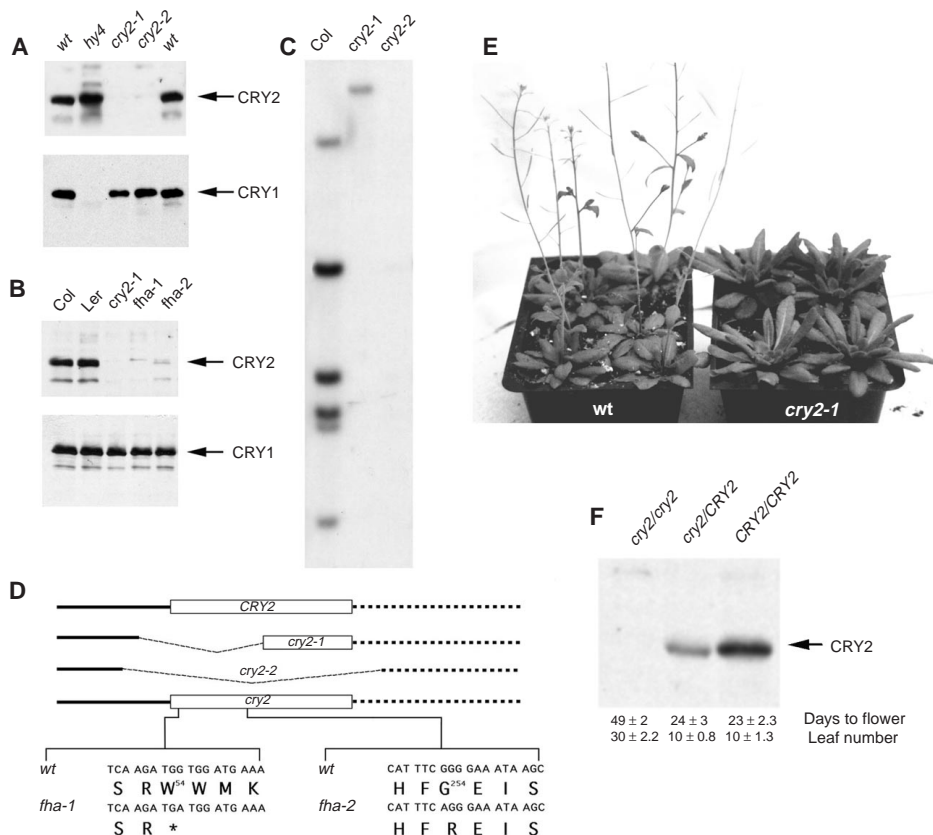 A
wt hy4 cry2-1 cry2-2 wt
CRY2
CRY1
B
Col Ler cry2-1 fha-1 fha-2
CRY2
CRY1
C
Col cry2-1 cry2-2
D
CRY2
cry2-1
cry2-2
cry2
wt TCA AGA TGG TGG ATG AAA
S R W54 W M K
fha-1 TCA AGA TGA TGG ATG AAA
S R *
wt CAT TTC GGG GAA ATA AGC
H F G254 E I S
fha-2 CAT TTC AGG GAA ATA AGC
H F R E I S
E
wt
cry2-1
F
cry2/cry2 cry2/CRY2 CRY2/CRY2
CRY2
49 ± 2 24 ± 3 23 ± 2.3 Days to flower
30 ± 2.2 10 ± 0.8 10 ± 1.3 Leaf number